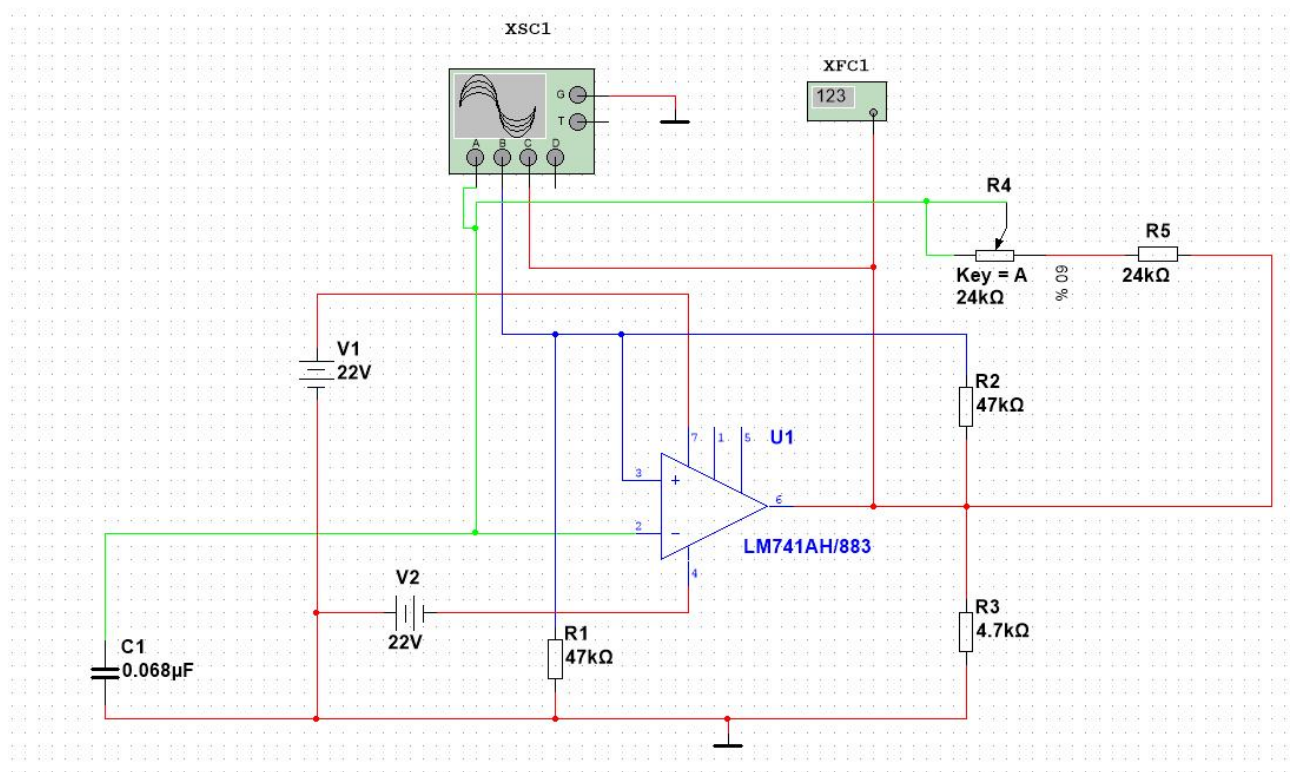 XSC1
G
T
A B C D
XFC1
123
R4
Key = A
24kΩ
60 %
R5
24kΩ
V1
22V
R2
47kΩ
U1
7 1 5
3
+
6
2
−
4
LM741AH/883
V2
22V
R1
47kΩ
R3
4.7kΩ
C1
0.068µF